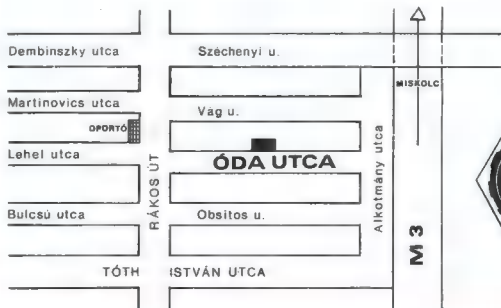 Dembinszky utca
Széchenyi u.
MISKOLC
Martinovics utca
Vág u.
OPORTÓ
Lehel utca
ÓDA UTCA
RÁKOS ÚT
Alkotmány utca
Bulcsú utca
Obsitos u.
M 3
TÓTH ISTVÁN UTCA